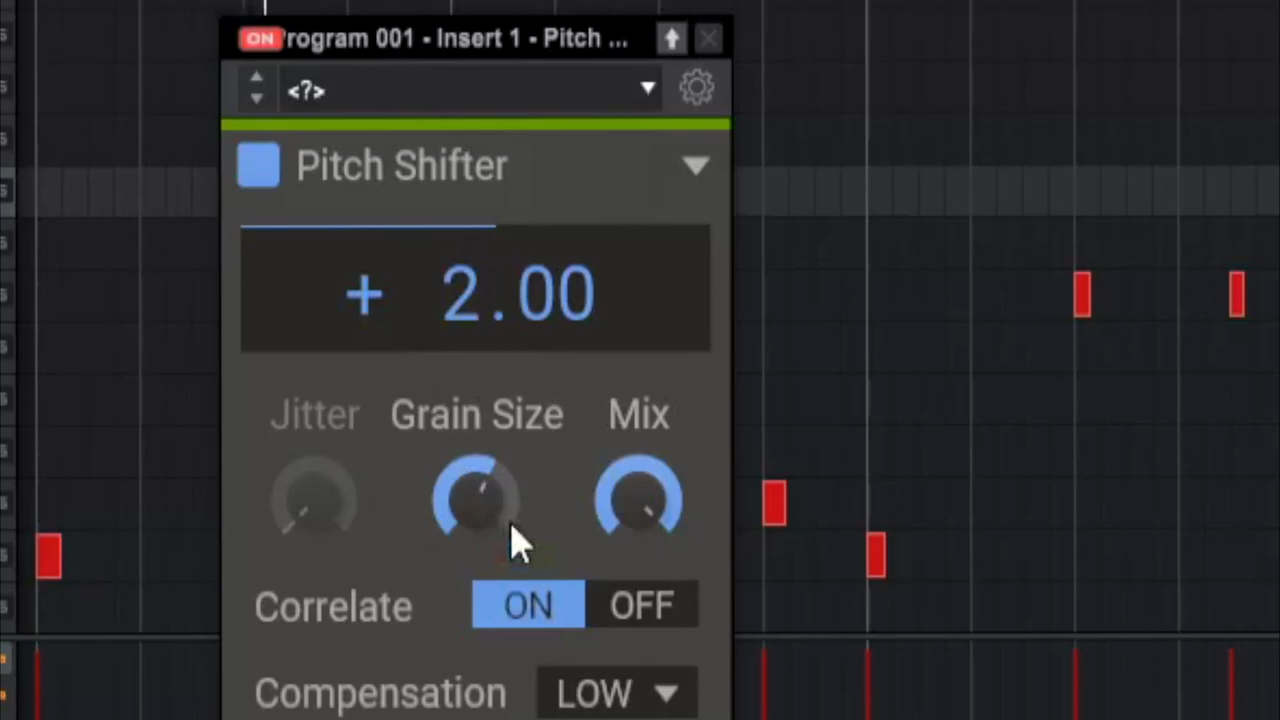 ON rogram 001 - Insert 1 - Pitch ...
<?>
Pitch Shifter
+ 2.00
Jitter Grain Size Mix
Correlate ON OFF
Compensation LOW